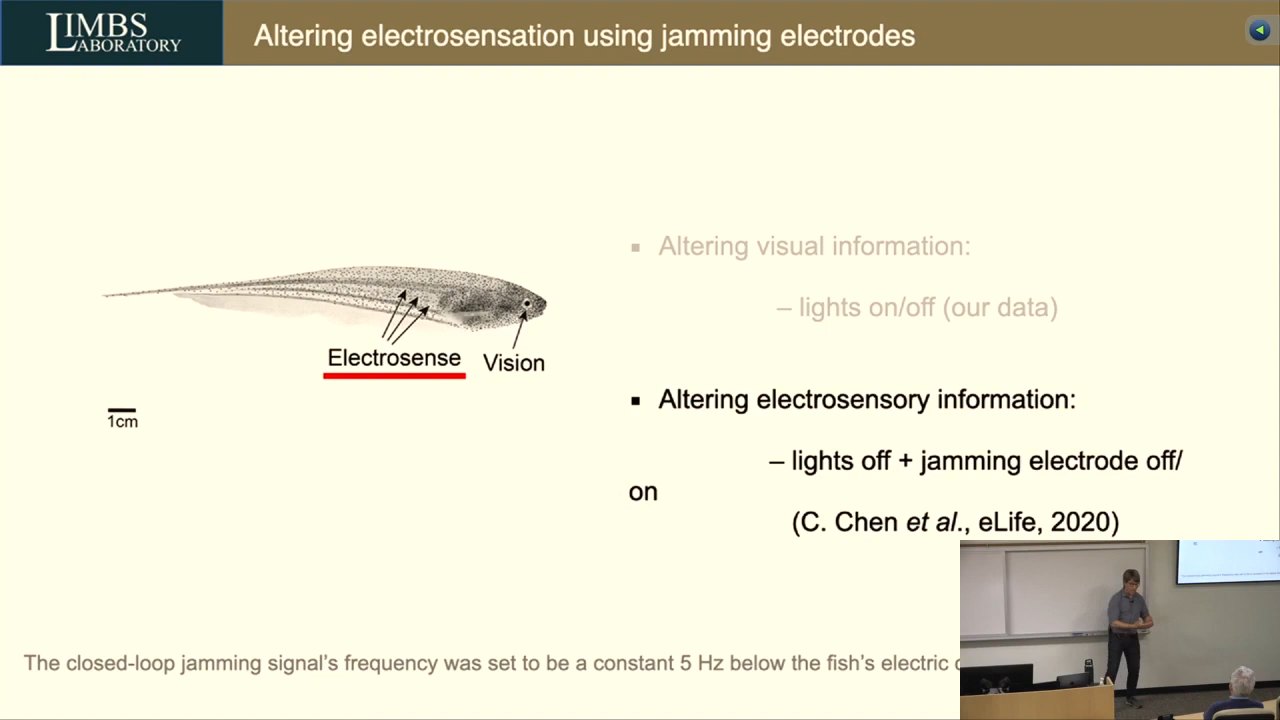 LIMBS
LABORATORY
Altering electrosensation using jamming electrodes
▪ Altering visual information:
– lights on/off (our data)
Electrosense
Vision
1cm
▪ Altering electrosensory information:
– lights off + jamming electrode off/
on
(C. Chen et al., eLife, 2020)
The closed-loop jamming signal’s frequency was set to be a constant 5 Hz below the fish’s electric